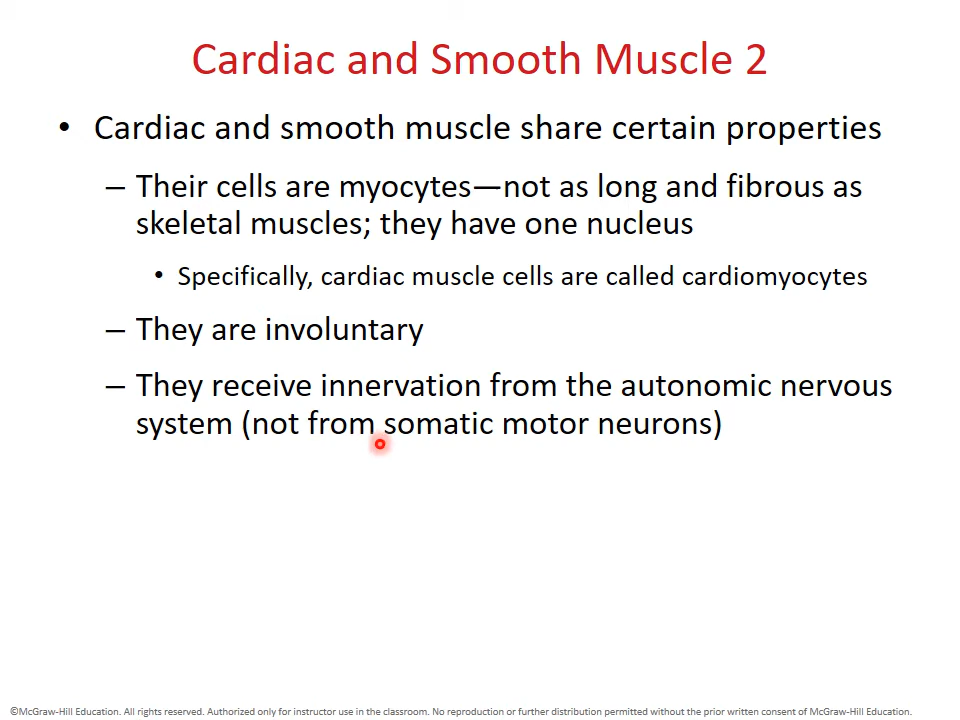 Cardiac and Smooth Muscle 2
• Cardiac and smooth muscle share certain properties
– Their cells are myocytes—not as long and fibrous as
skeletal muscles; they have one nucleus
• Specifically, cardiac muscle cells are called cardiomyocytes
– They are involuntary
– They receive innervation from the autonomic nervous
system (not from somatic motor neurons)
©McGraw-Hill Education. All rights reserved. Authorized only for instructor use in the classroom. No reproduction or further distribution permitted without the prior written consent of McGraw-Hill Education.